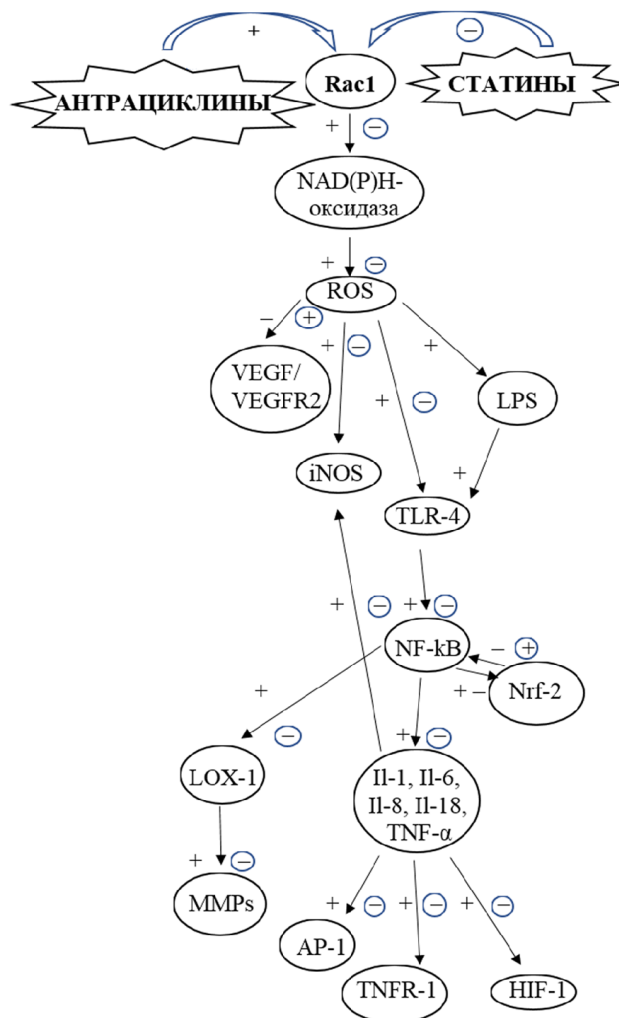 +
−
АНТРАЦИКЛИНЫ
Rac1
СТАТИНЫ
+ −
NAD(P)H-
оксидаза
+ −
ROS
− +
+ −
+
VEGF/
VEGFR2
+ −
LPS
+
iNOS
TLR-4
+ −
+ −
NF-kB
− +
+ −
Nrf-2
+
−
+ −
LOX-1
Il-1, Il-6,
Il-8, Il-18,
TNF-α
+ −
MMPs
+ −
+ −
+ −
AP-1
TNFR-1
HIF-1